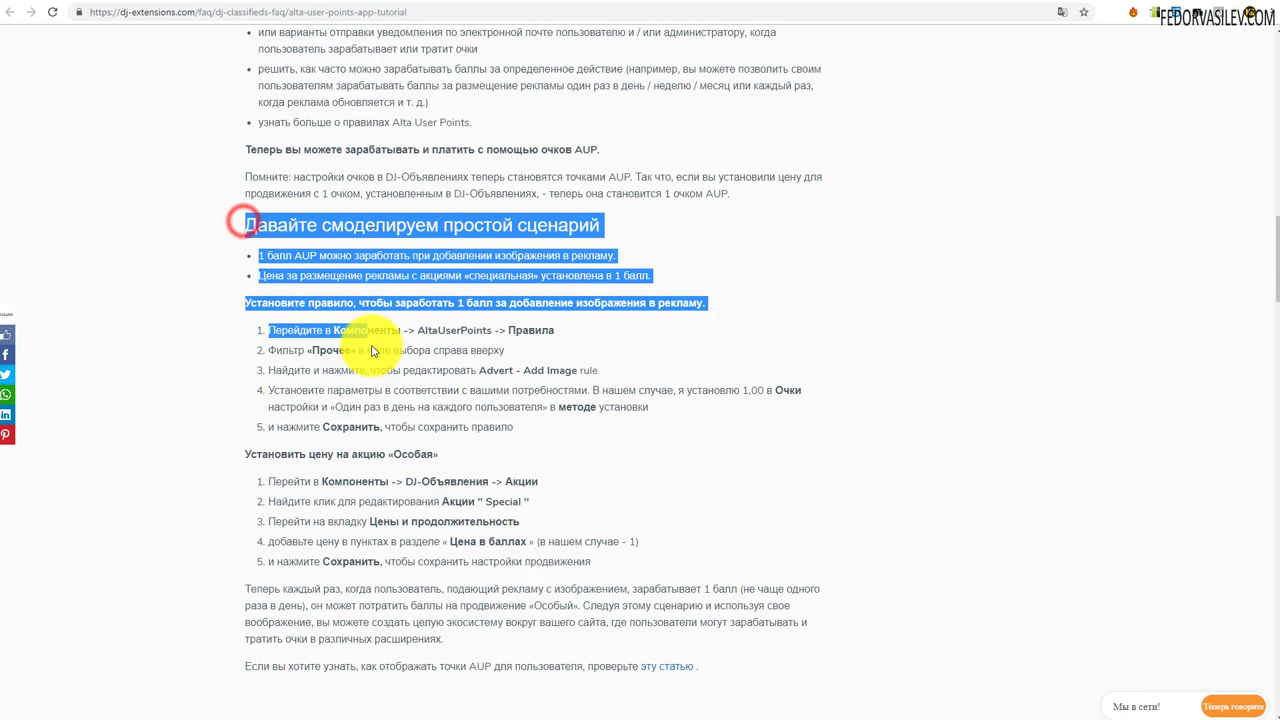 https://dj-extensions.com/faq/dj-classifieds-faq/alta-user-points-app-tutorial
FEDORVASILEV.COM
или варианты отправки уведомления по электронной почте пользователю и / или администратору, когда
пользователь зарабатывает или тратит очки
решить, как часто можно зарабатывать баллы за определенное действие (например, вы можете позволить своим
пользователям зарабатывать баллы за размещение рекламы один раз в день / неделю / месяц или каждый раз,
когда реклама обновляется и т. д.)
узнать больше о правилах Alta User Points.
Теперь вы можете зарабатывать и платить с помощью очков AUP.
Помните: настройки очков в DJ-Объявлениях теперь становятся точками AUP. Так что, если вы установили цену для
продвижения с 1 очком, установленным в DJ-Объявлениях, - теперь она становится 1 очком AUP.
Давайте смоделируем простой сценарий
1 балл AUP можно заработать при добавлении изображения в рекламу.
Цена за размещение рекламы с акциями «специальная» установлена в 1 балл.
Установите правило, чтобы заработать 1 балл за добавление изображения в рекламу.
1. Перейдите в Компоненты -> AltaUserPoints -> Правила
2. Фильтр «Прочее» в поле выбора справа вверху
3. Найдите и нажмите, чтобы редактировать Advert - Add Image rule
4. Установите параметры в соответствии с вашими потребностями. В нашем случае, я установлю 1,00 в Очки
настройки и «Один раз в день на каждого пользователя» в методе установки
5. и нажмите Сохранить, чтобы сохранить правило
Установить цену на акцию «Особая»
1. Перейти в Компоненты -> DJ-Объявления -> Акции
2. Найдите клик для редактирования Акции " Special "
3. Перейти на вкладку Цены и продолжительность
4. добавьте цену в пунктах в разделе « Цена в баллах » (в нашем случае - 1)
5. и нажмите Сохранить, чтобы сохранить настройки продвижения
Теперь каждый раз, когда пользователь, подающий рекламу с изображением, зарабатывает 1 балл (не чаще одного
раза в день), он может потратить баллы на продвижение «Особый». Следуя этому сценарию и используя свое
воображение, вы можете создать целую экосистему вокруг вашего сайта, где пользователи могут зарабатывать и
тратить очки в различных расширениях.
Если вы хотите узнать, как отображать точки AUP для пользователя, проверьте эту статью .
Мы в сети!
Теперь говорите